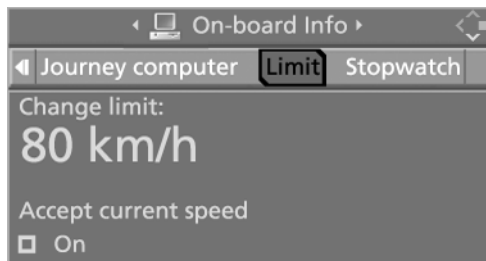 On-board Info
Journey computer Limit Stopwatch
Change limit:
80 km/h
Accept current speed
On